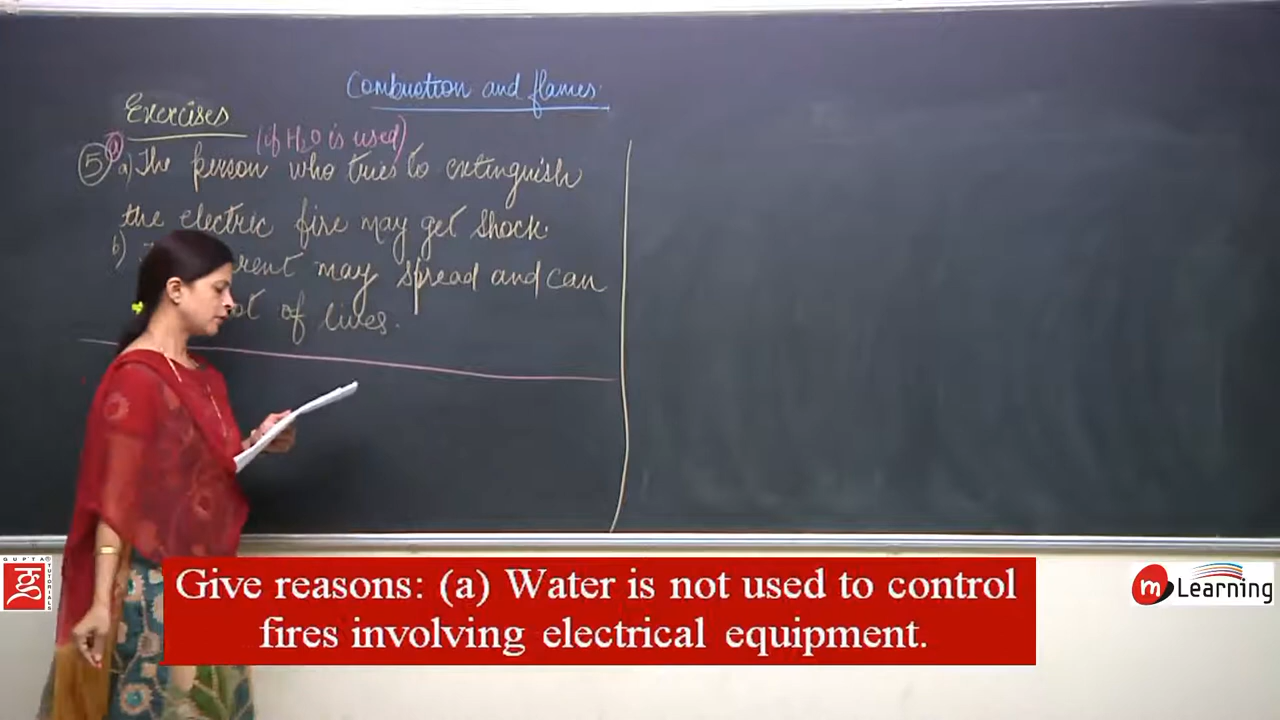 Combustion and flames.
Exercises
(if H₂O is used)
⑤ a) a) The person who tries to extinguish
the electric fire may get shock.
b) may spread and can
of lives.
GUPTA
TUTORIALS
Give reasons: (a) Water is not used to control
fires involving electrical equipment.
m Learning